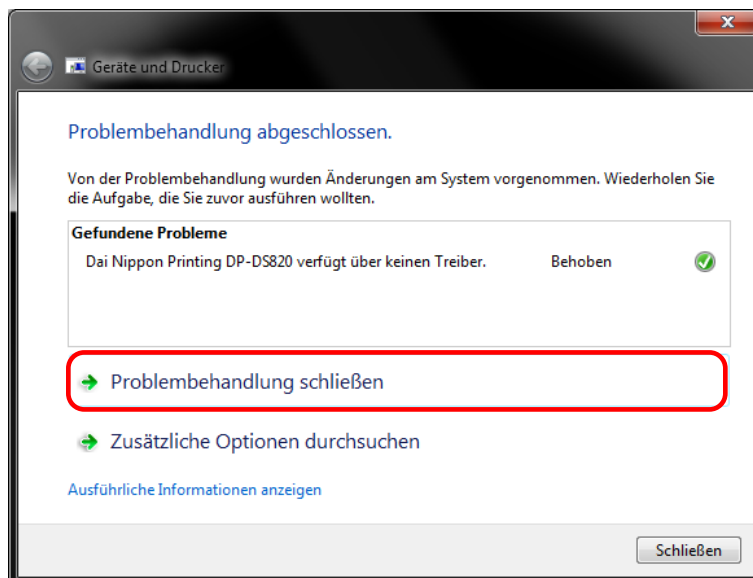 Geräte und Drucker
Problembehandlung abgeschlossen.
Von der Problembehandlung wurden Änderungen am System vorgenommen. Wiederholen Sie
die Aufgabe, die Sie zuvor ausführen wollten.
Gefundene Probleme
Dai Nippon Printing DP-DS820 verfügt über keinen Treiber. Behoben
Problembehandlung schließen
Zusätzliche Optionen durchsuchen
Ausführliche Informationen anzeigen
Schließen